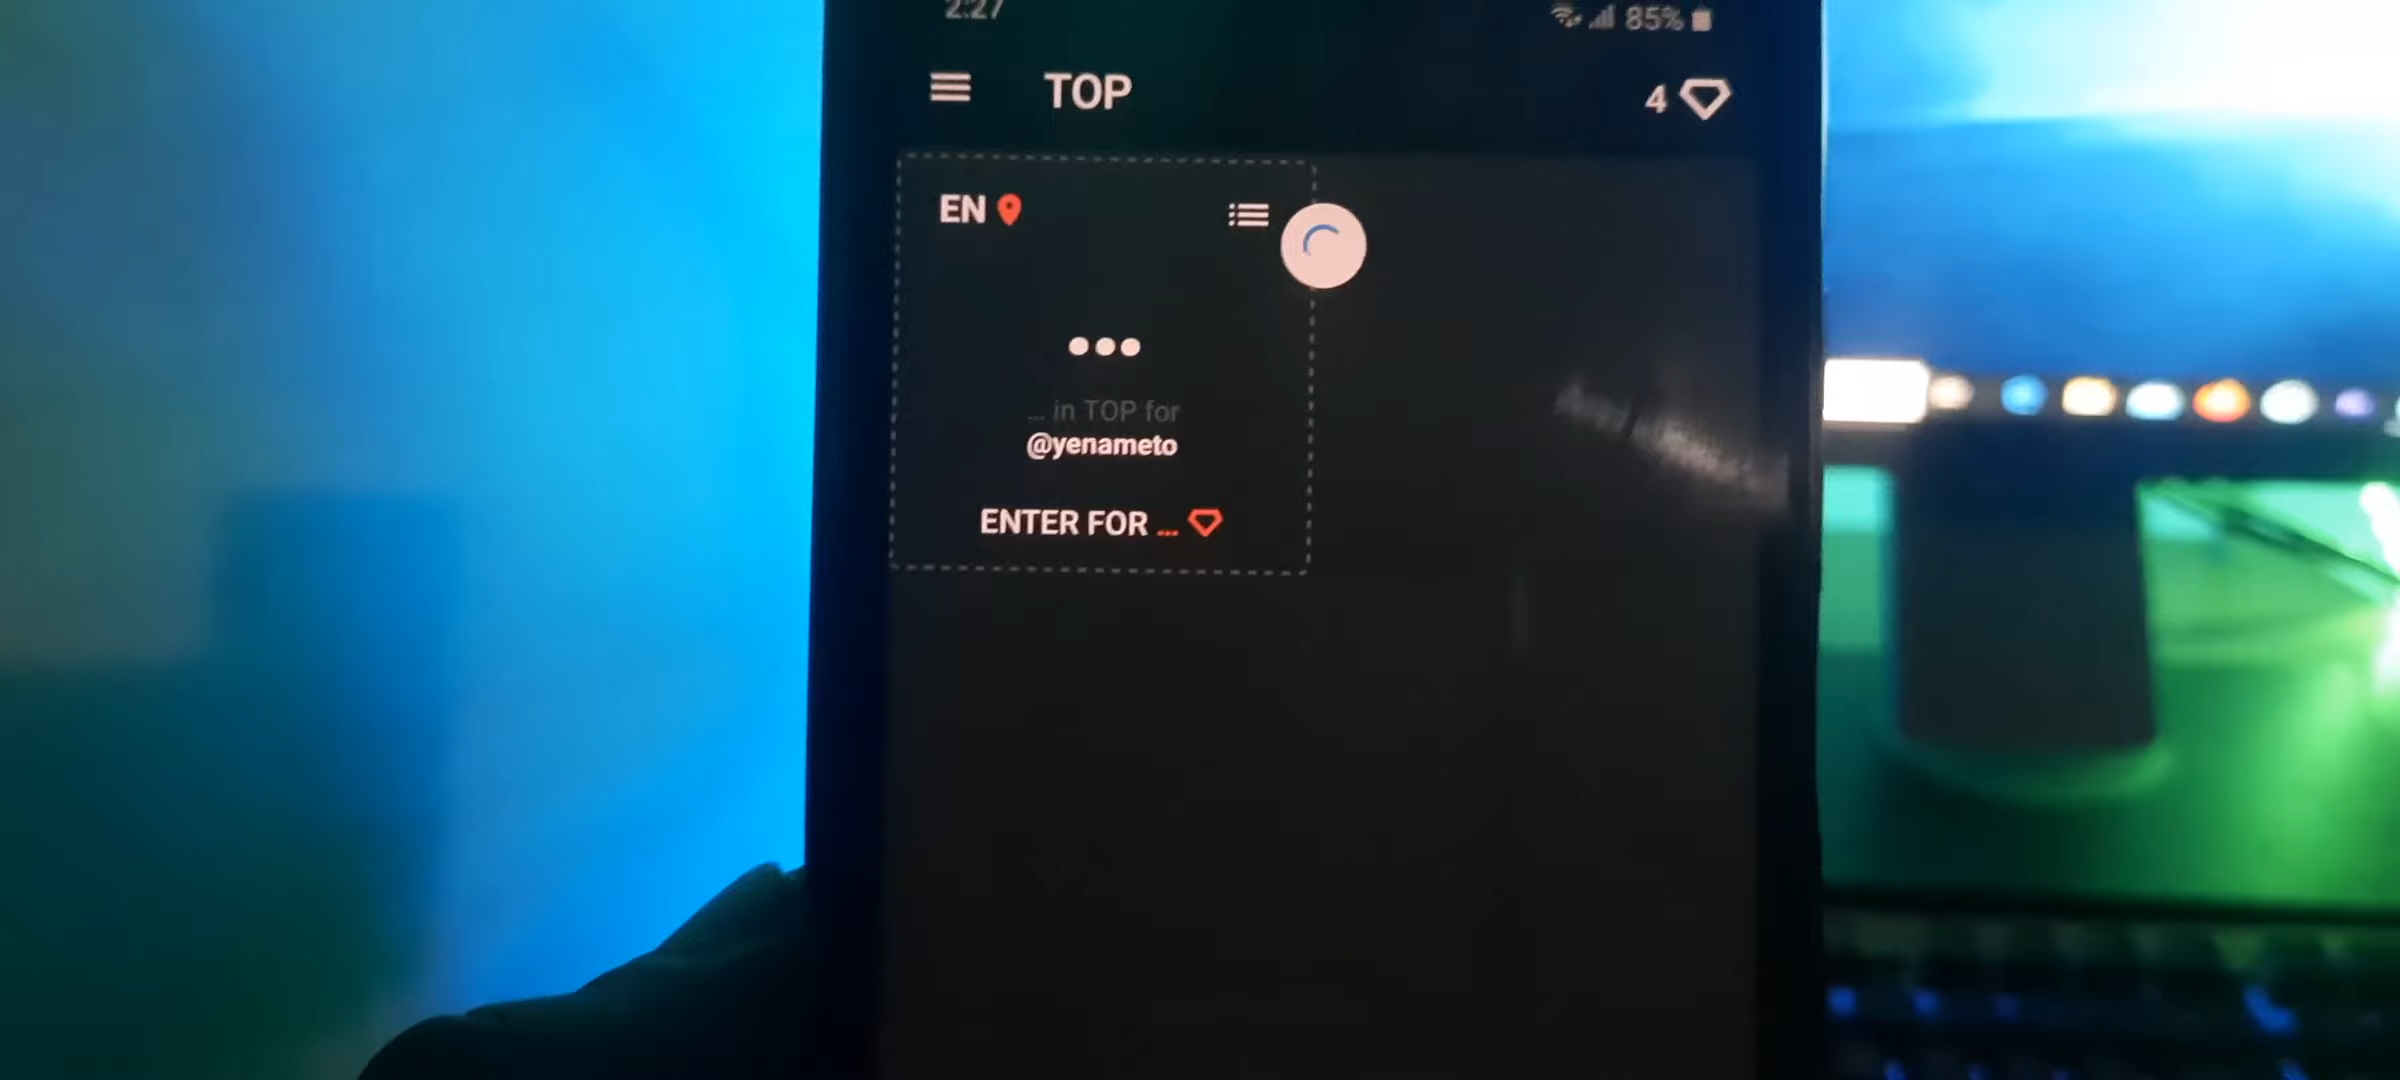 2:27
85%
TOP
4
EN
... in TOP for
@yenameto
ENTER FOR ...